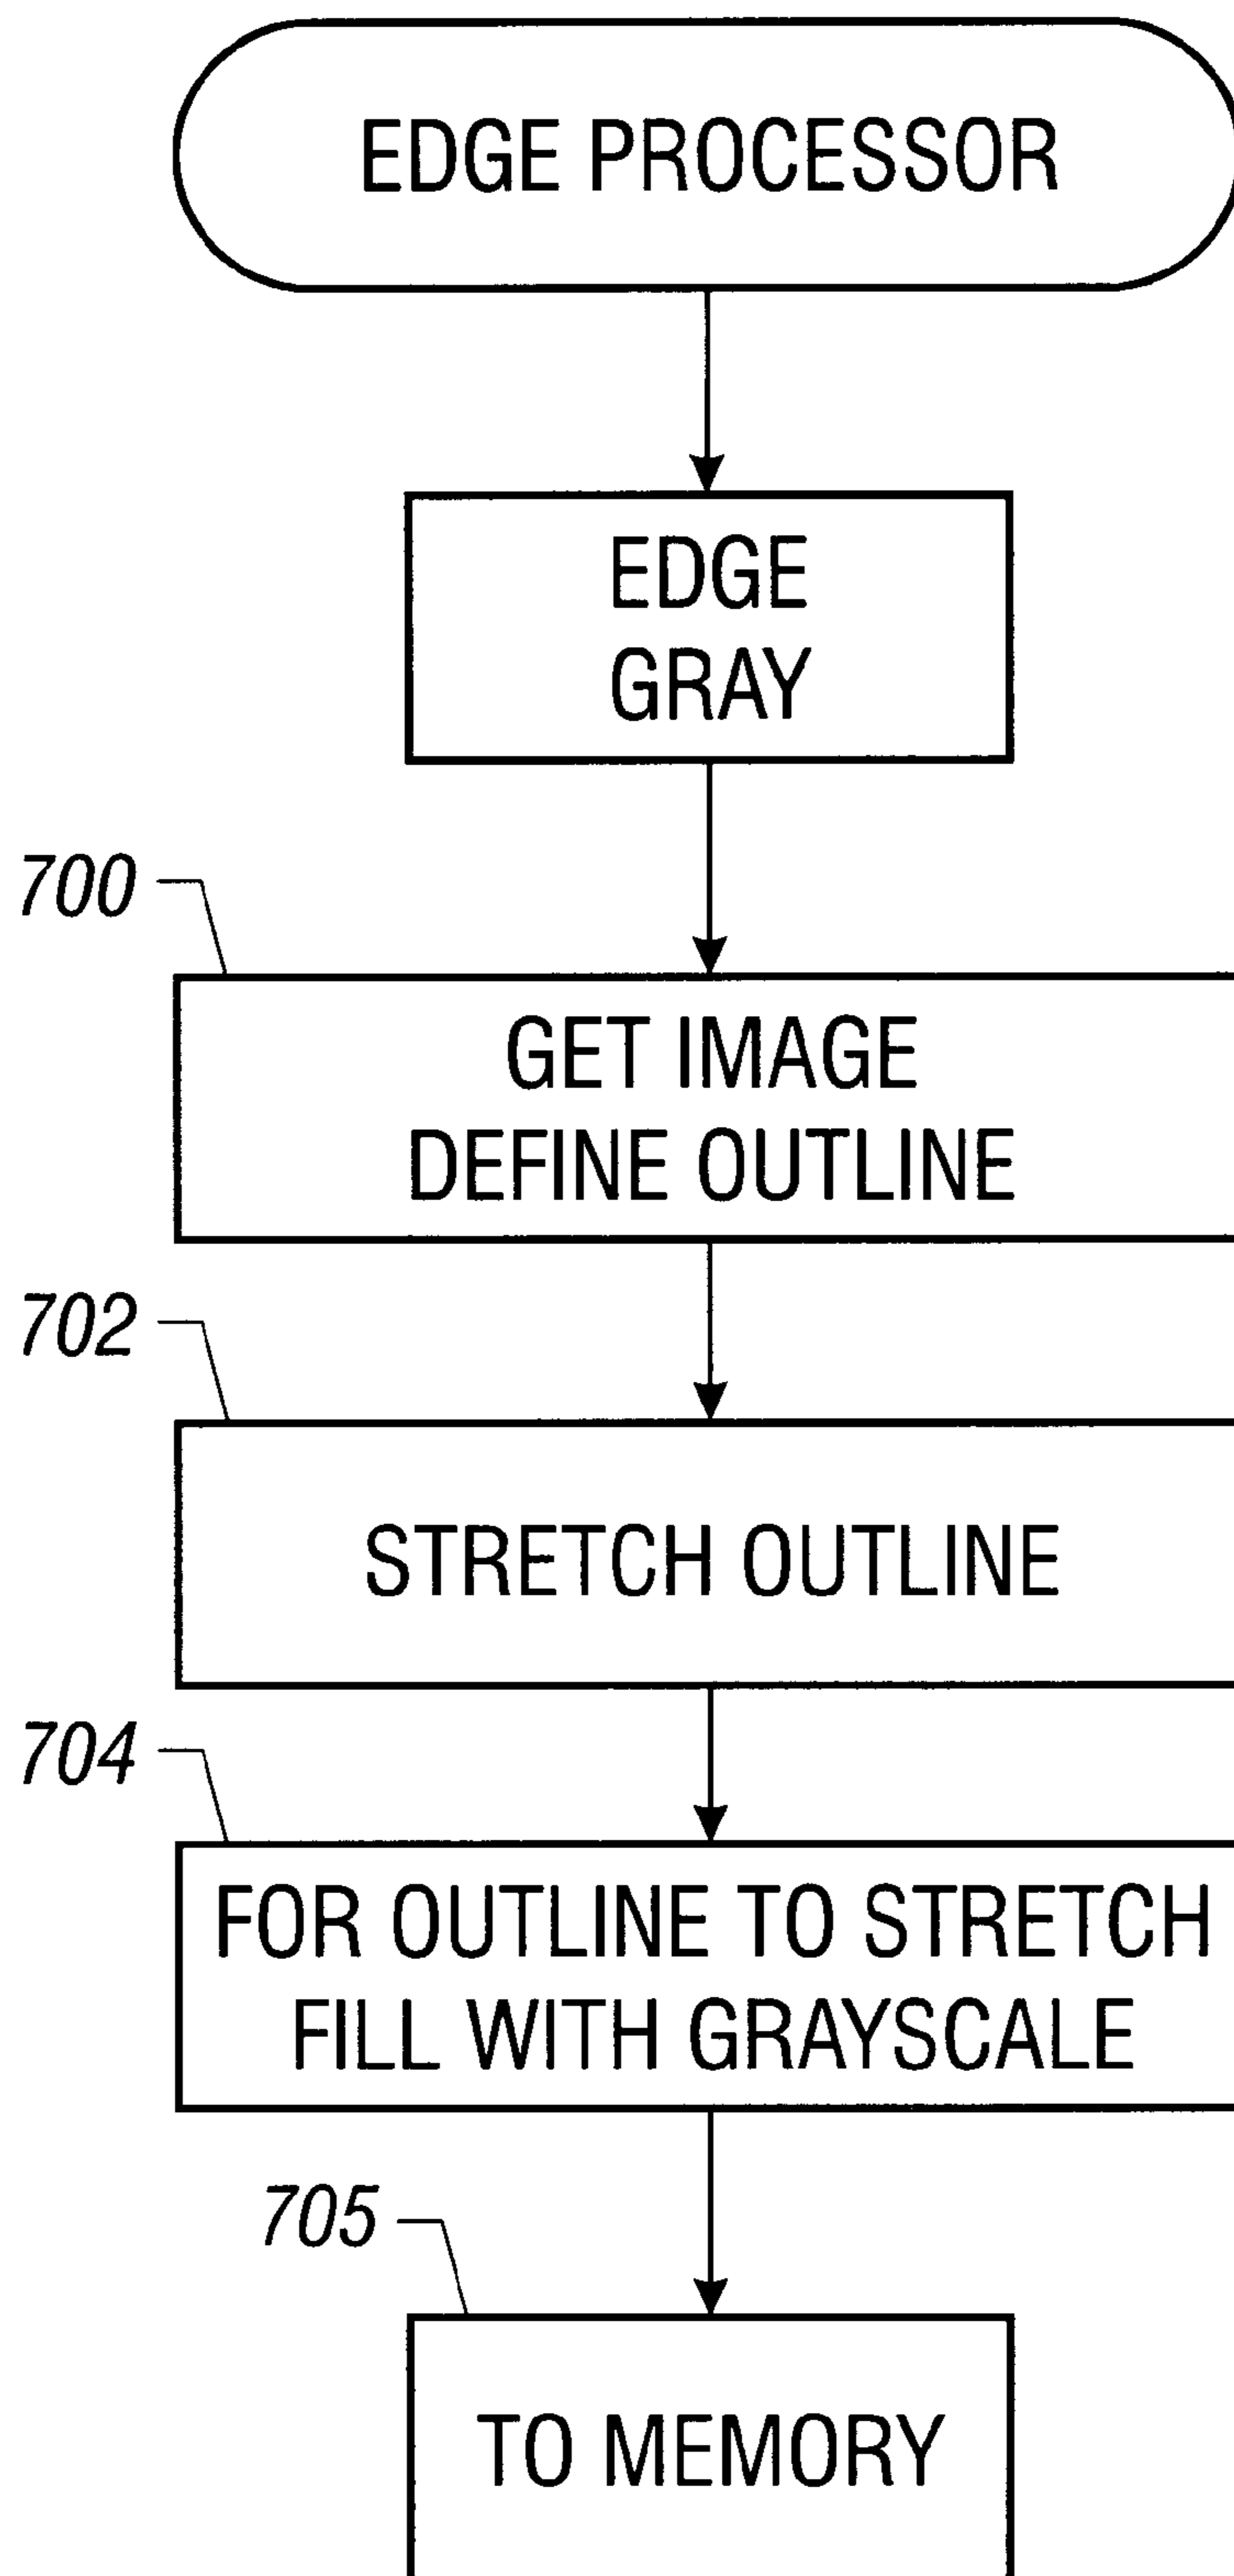 EDGE PROCESSOR
EDGE
GRAY
700
GET IMAGE
DEFINE OUTLINE
702
STRETCH OUTLINE
704
FOR OUTLINE TO STRETCH
FILL WITH GRAYSCALE
705
TO MEMORY